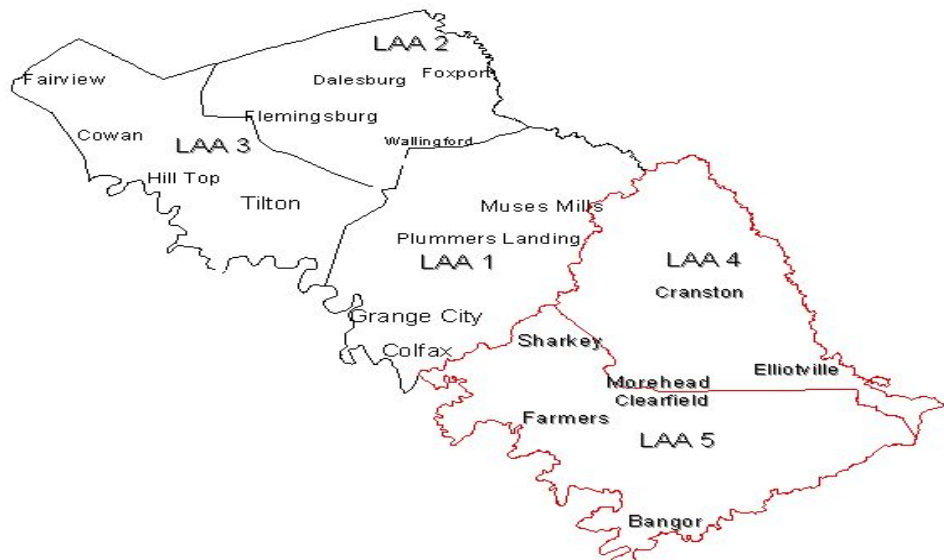 LAA 2
Fairview
Dalesburg
Foxport
Flemingsburg
Cowan
LAA 3
Wallingford
Hill Top
Tilton
Muses Mills
Plummers Landing
LAA 1
LAA 4
Cranston
Grange City
Sharkey
Colfax
Elliotville
Morehead
Clearfield
Farmers
LAA 5
Bangor